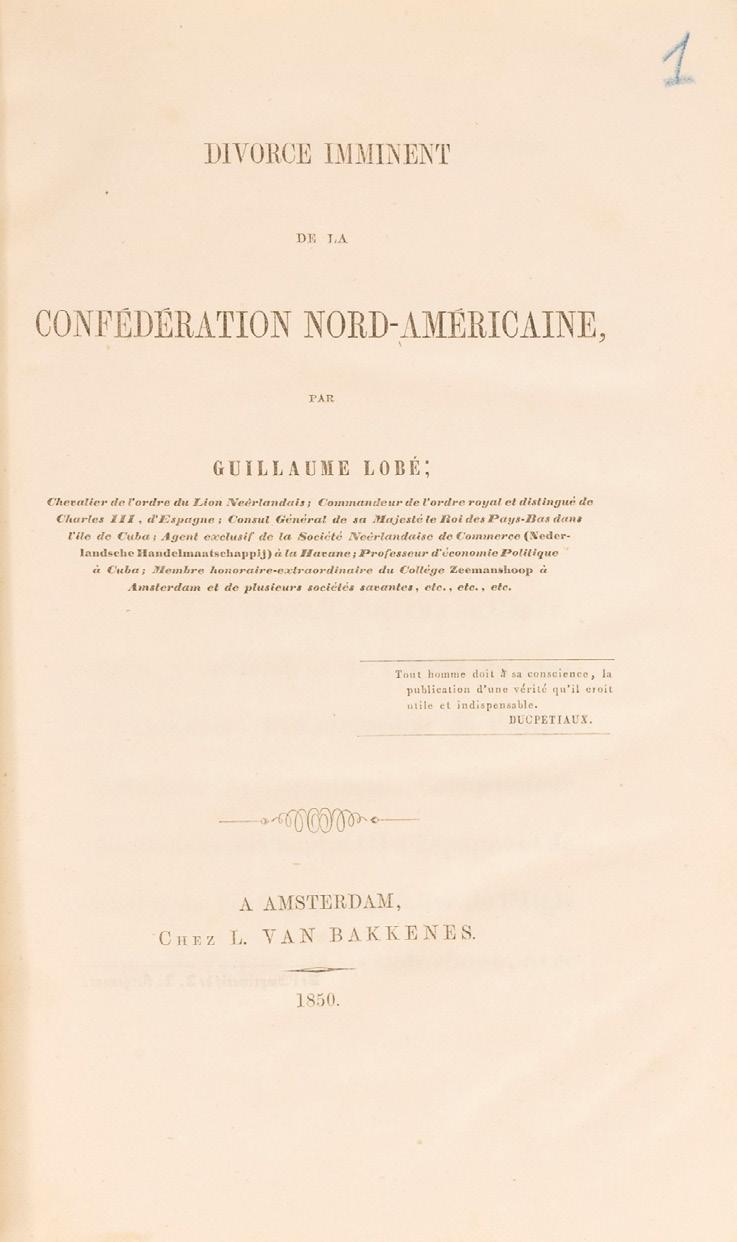 1
DIVORCE IMMINENT
DE LA
CONFÉDÉRATION NORD-AMÉRICAINE,
PAR
GUILLAUME LOBÉ;
Chevalier de l'ordre du Lion Neêrlandais; Commandeur de l'ordre royal et distingué de
Charles III, d'Espagne; Consul Général de sa Majesté le Roi des Pays-Bas dans
l'île de Cuba; Agent exclusif de la Société Neêrlandaise de Commerce (Neder-
landsche Handelmaatschappij) à la Havane; Professeur d'économie Politique
à Cuba; Membre honoraire-extraordinaire du Collége Zeemanshoop à
Amsterdam et de plusieurs sociétés savantes, etc., etc., etc.
Tout homme doit à sa conscience, la
publication d'une vérité qu'il croit
utile et indispensable.
DUCPETIAUX.
A AMSTERDAM,
CHEZ L. VAN BAKKENES.
1850.